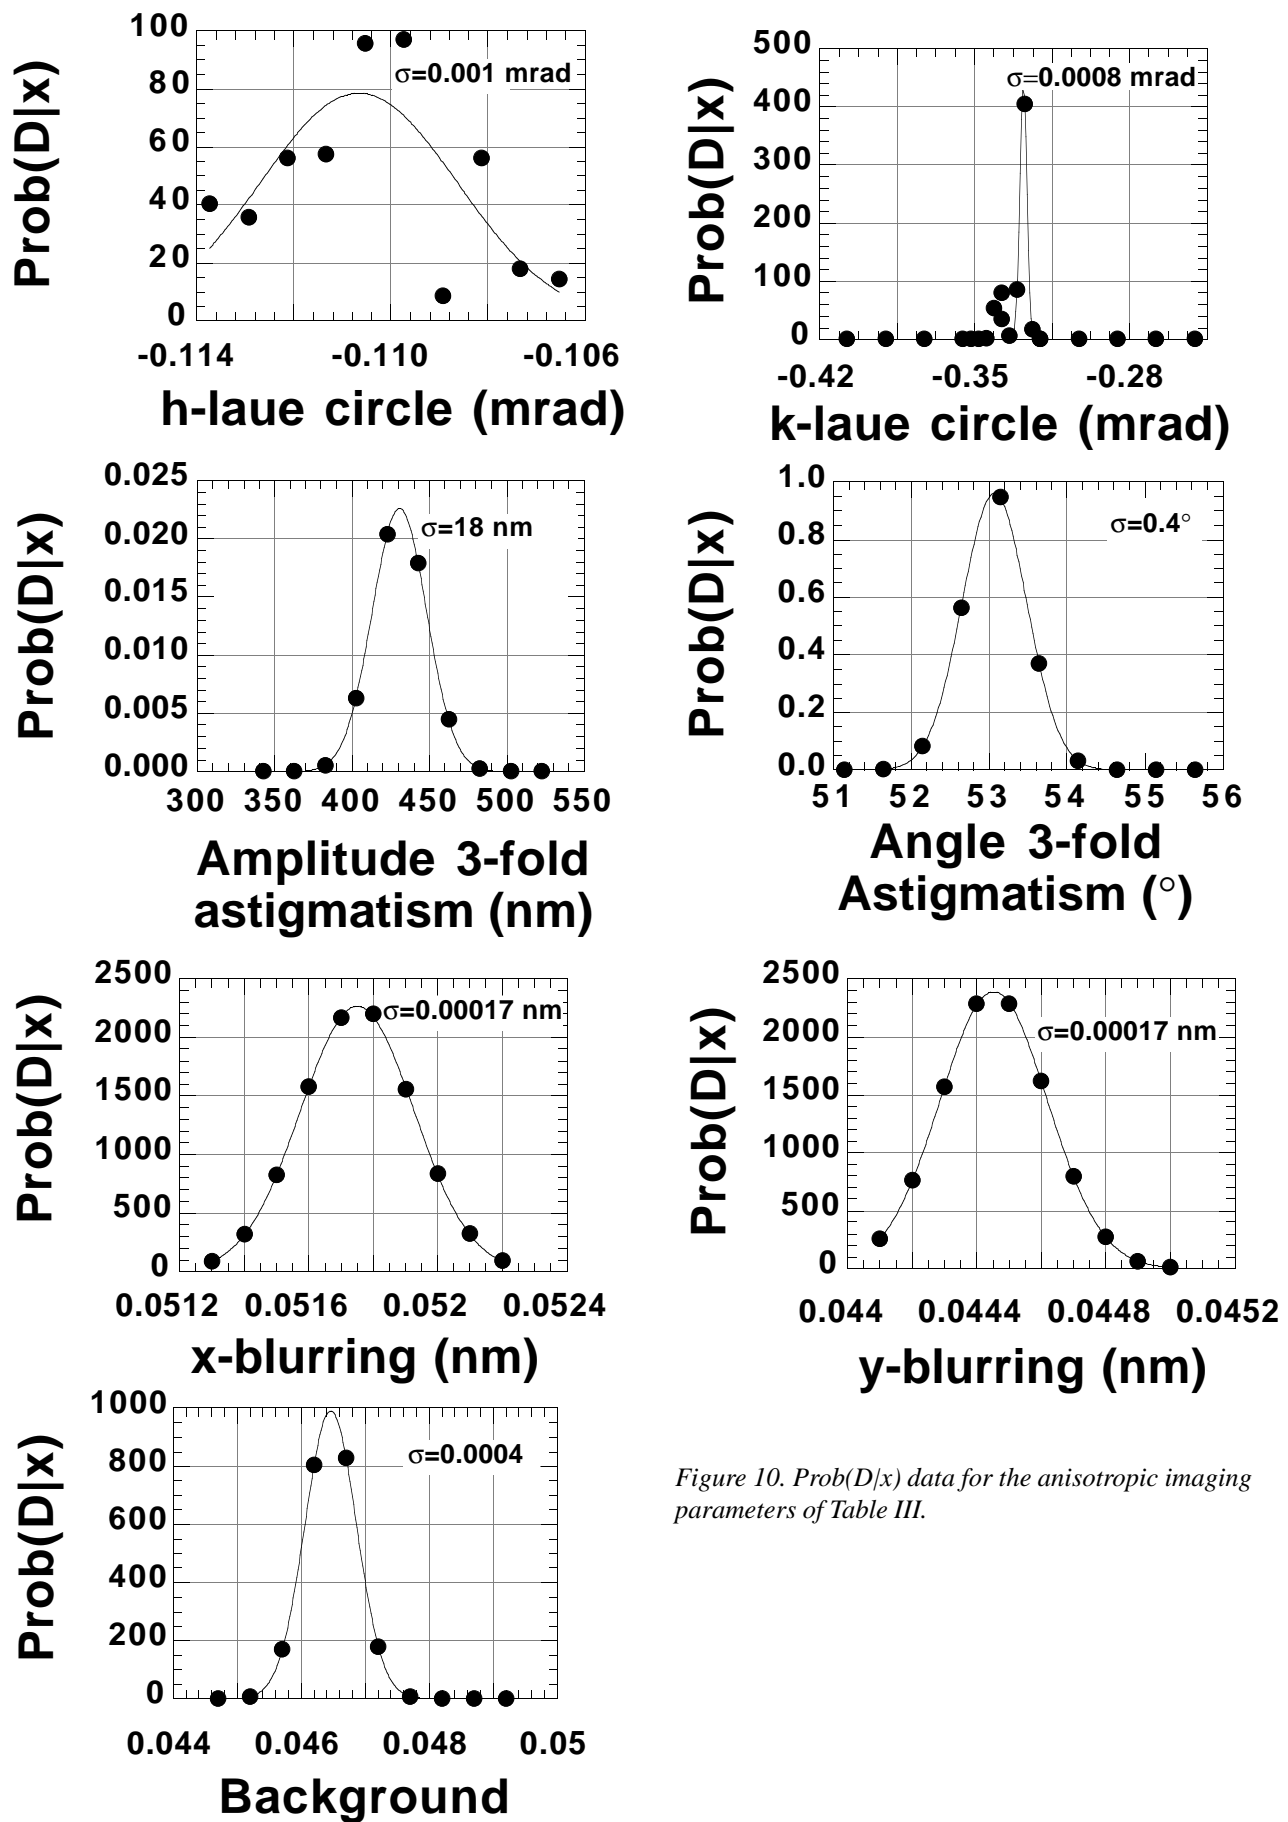 100
80
60
40
20
0
Prob(D|x)
σ=0.001 mrad
-0.114 -0.110 -0.106
h-laue circle (mrad)
500
400
300
200
100
0
Prob(D|x)
σ=0.0008 mrad
-0.42 -0.35 -0.28
k-laue circle (mrad)
0.025
0.020
0.015
0.010
0.005
0.000
Prob(D|x)
σ=18 nm
300 350 400 450 500 550
Amplitude 3-fold
astigmatism (nm)
1.0
0.8
0.6
0.4
0.2
0.0
Prob(D|x)
σ=0.4°
51 52 53 54 55 56
Angle 3-fold
Astigmatism (°)
2500
2000
1500
1000
500
0
Prob(D|x)
σ=0.00017 nm
0.0512 0.0516 0.052 0.0524
x-blurring (nm)
2500
2000
1500
1000
500
0
Prob(D|x)
σ=0.00017 nm
0.044 0.0444 0.0448 0.0452
y-blurring (nm)
1000
800
600
400
200
0
Prob(D|x)
σ=0.0004
0.044 0.046 0.048 0.05
Background
Figure 10. Prob(D/x) data for the anisotropic imaging
parameters of Table III.